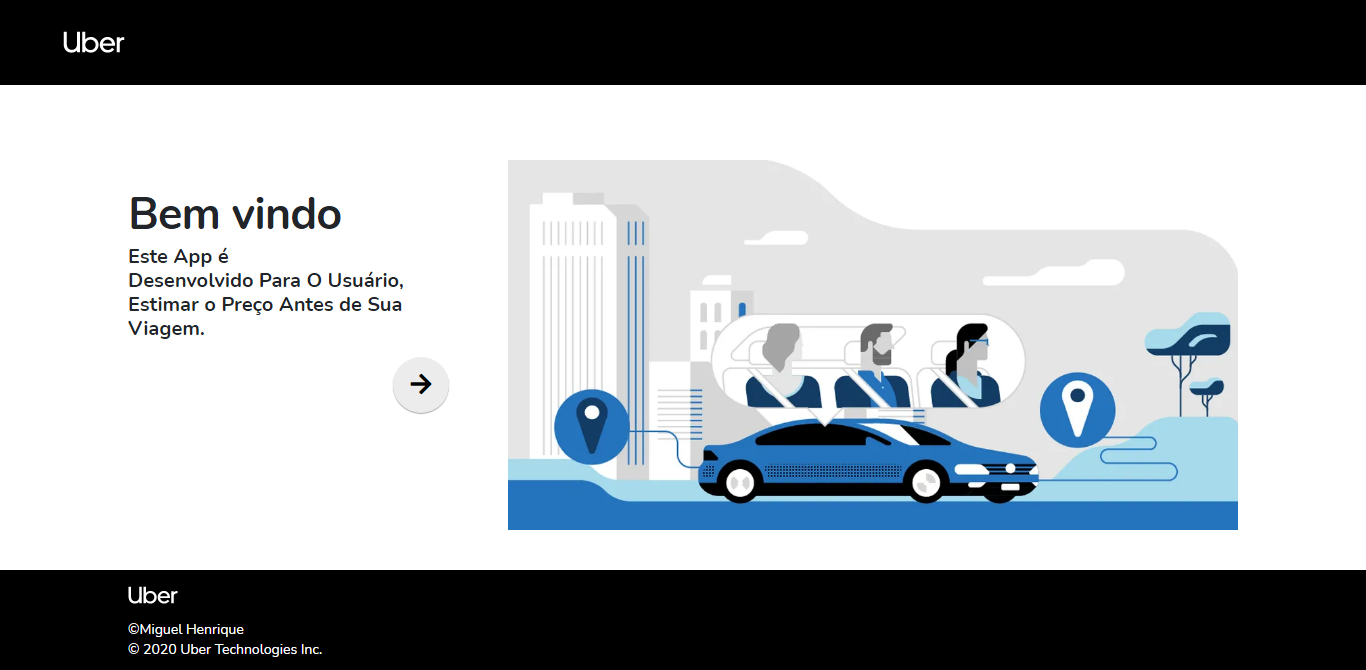 Uber
Bem vindo
Este App é
Desenvolvido Para O Usuário,
Estimar o Preço Antes de Sua
Viagem.
Uber
©Miguel Henrique
© 2020 Uber Technologies Inc.